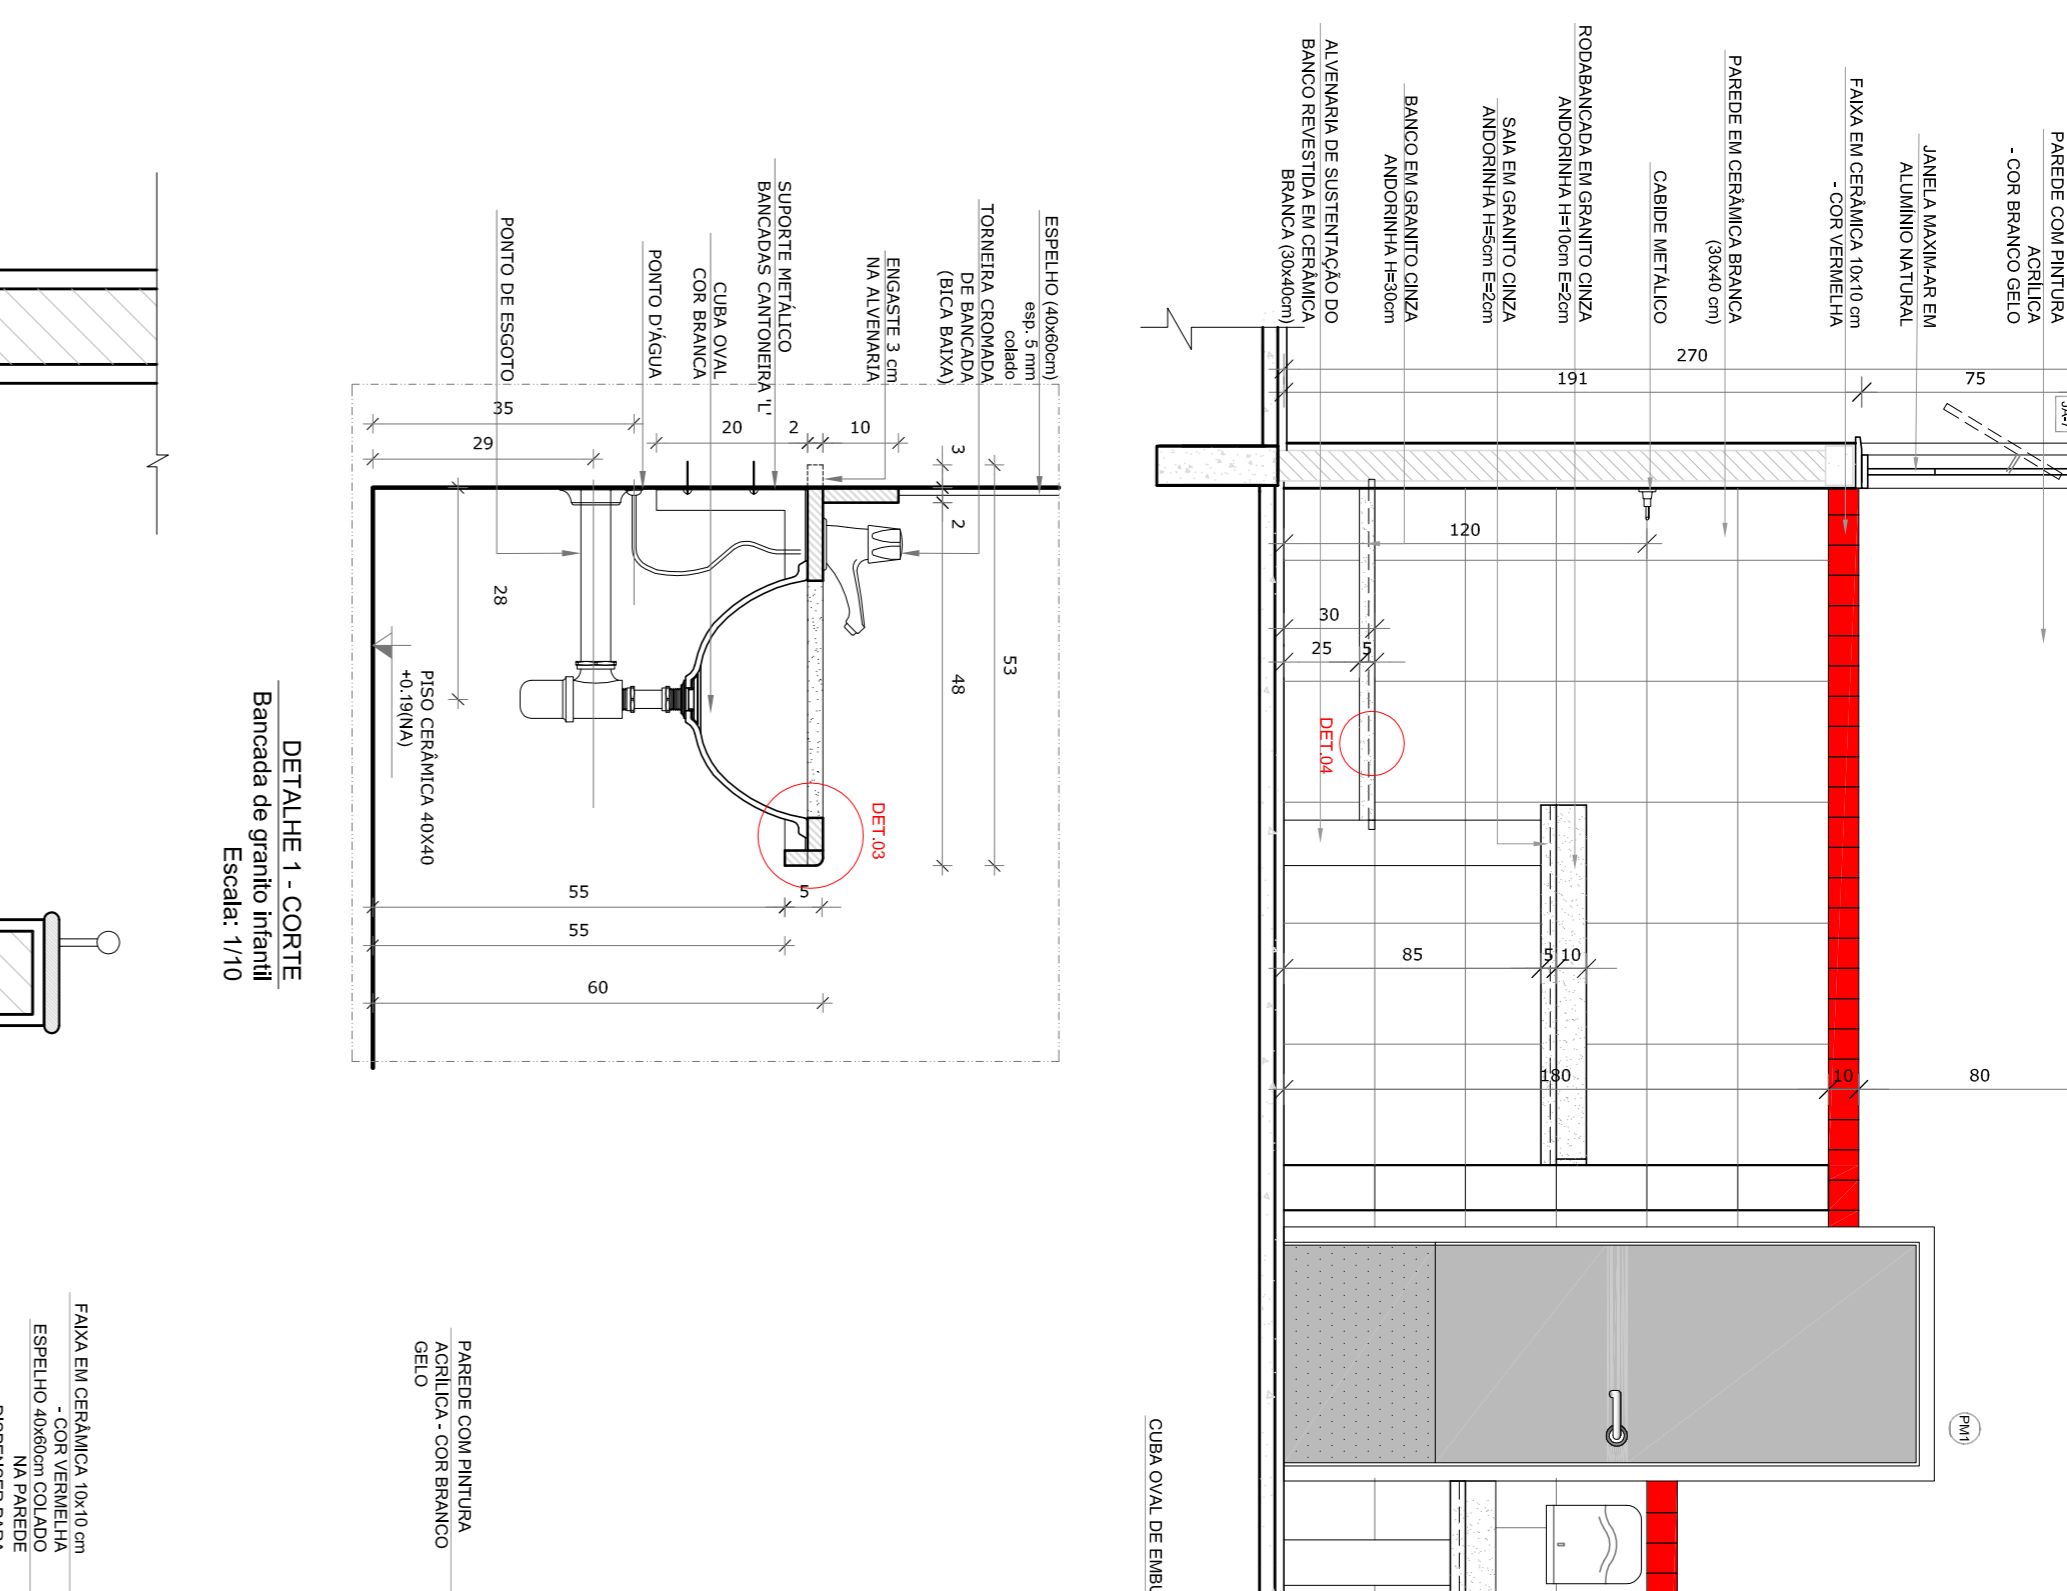 PAREDE COM PINTURA
ACRÍLICA
- COR BRANCO GELO
JANELA MAXIM-AR EM
ALUMÍNIO NATURAL
FAIXA EM CERÂMICA 10x10 cm
- COR VERMELHA
PAREDE EM CERÂMICA BRANCA
(30x40 cm)
CABIDE METÁLICO
RODABANCADA EM GRANITO CINZA
ANDORINHA H=10cm E=2cm
SAIA EM GRANITO CINZA
ANDORINHA H=5cm E=2cm
BANCO EM GRANITO CINZA
ANDORINHA H=30cm
ALVENARIA DE SUSTENTAÇÃO DO
BANCO REVESTIDA EM CERÂMICA
BRANCA (30x40cm)
270
191
75
120
30
25
5
DET.04
85
5
10
180
10
80
PM1
CUBA OVAL DE
ESPELHO (40x60cm)
esp. 5 mm
colado
TORNEIRA CROMADA
DE BANCADA
(BICA BAIXA)
ENGASTE 3 cm
NA ALVENARIA
SUPORTE METÁLICO
BANCADAS CANTONEIRA 'L'
CUBA OVAL
COR BRANCA
PONTO D'ÁGUA
PONTO DE ESGOTO
35
29
20
2
10
3
2
53
48
28
DET.03
PISO CERÂMICA 40X40
+0.19(NA)
55
5
55
60
DETALHE 1 - CORTE
Bancada de granito infantil
Escala: 1/10
PAREDE COM PINTURA
ACRÍLICA - COR BRANCO
GELO
FAIXA EM CERÂMICA 10x10 cm
- COR VERMELHA
ESPELHO 40x60cm COLADO
NA PAREDE